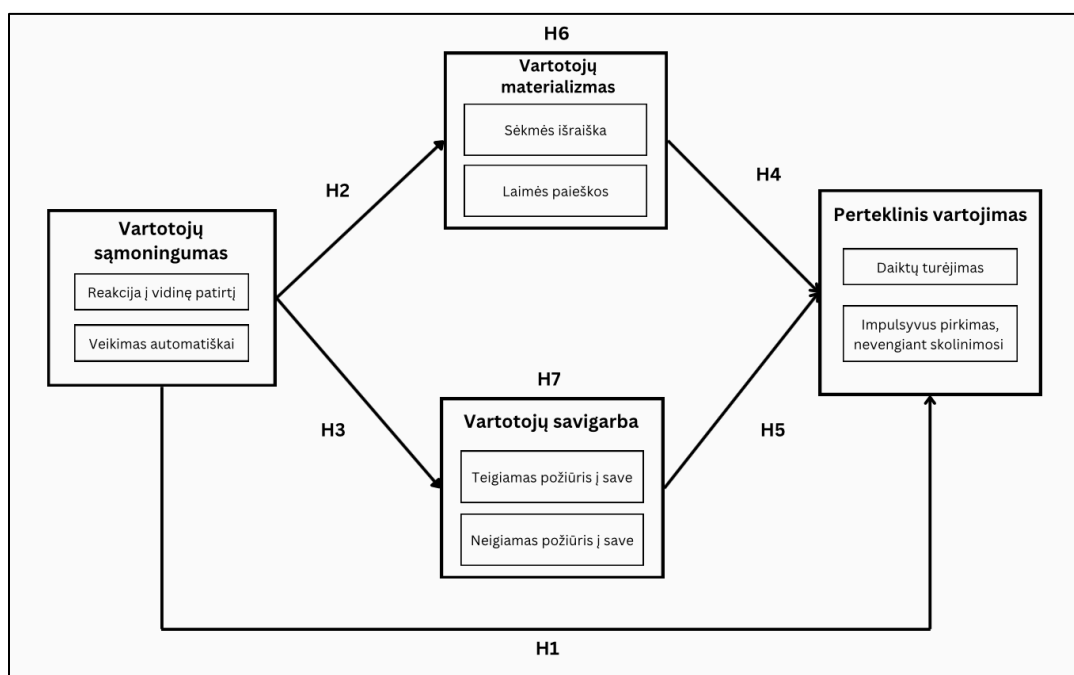 H6
Vartotojų
materializmas
Sėkmės išraiška
Laimės paieškos
H2
H4
Vartotojų
sąmoningumas
Reakcija į vidinę patirtį
Veikimas automatiškai
Perteklinis vartojimas
Daiktų turėjimas
Impulsyvus pirkimas,
nevengiant skolinimosi
H3
H7
Vartotojų savigarba
Teigiamas požiūris į save
Neigiamas požiūris į save
H5
H1